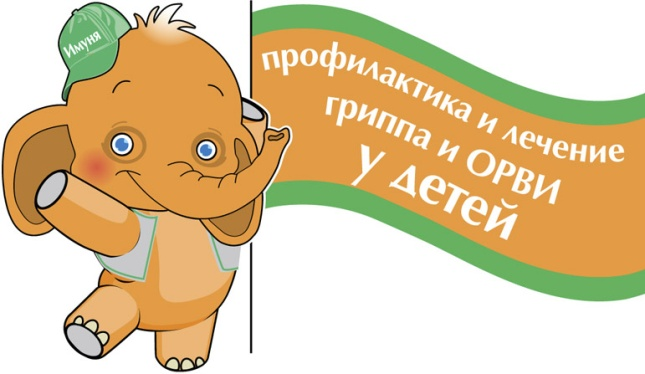 Имуня
профилактика и лечение
гриппа и ОРВИ
у детей